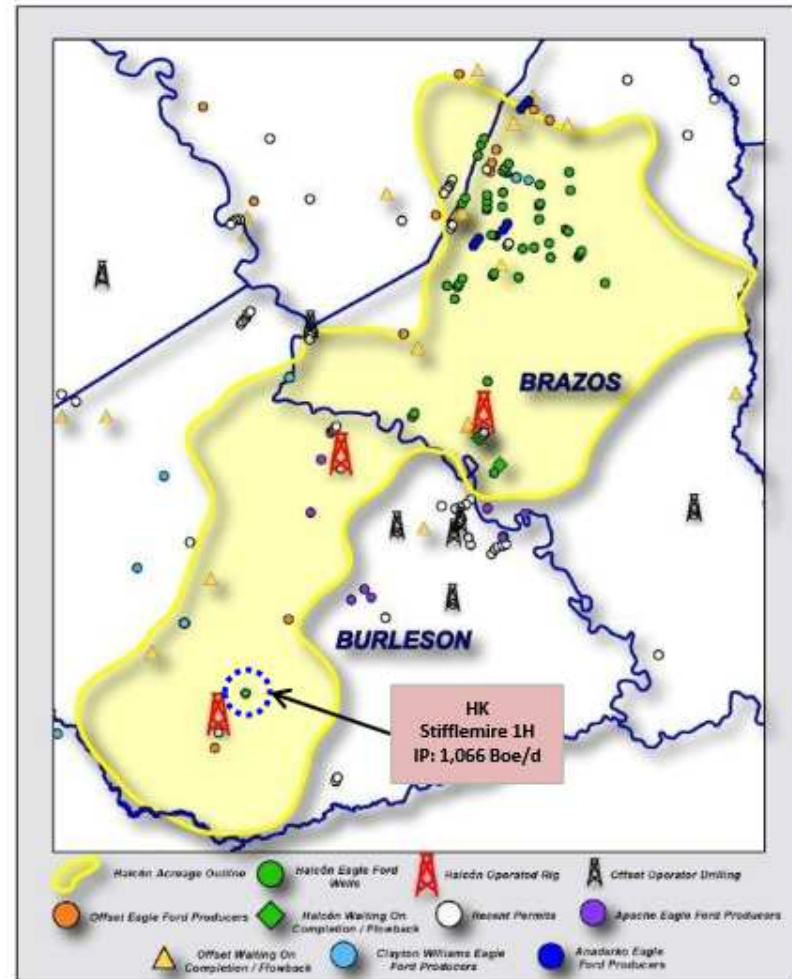 BRAZOS
BURLESON
HK
Stifflemire 1H
IP: 1,066 Boe/d
Halcón Acreage Outline
Halcón Eagle Ford
Wells
Halcón Operated Rig
Offset Operator Drilling
Offset Eagle Ford Producers
Halcón Waiting On
Completion / Flowback
Recent Permits
Apache Eagle Ford Producers
Offset Waiting On
Completion / Flowback
Clayton Williams Eagle
Ford Producers
Anadarko Eagle
Ford Producers